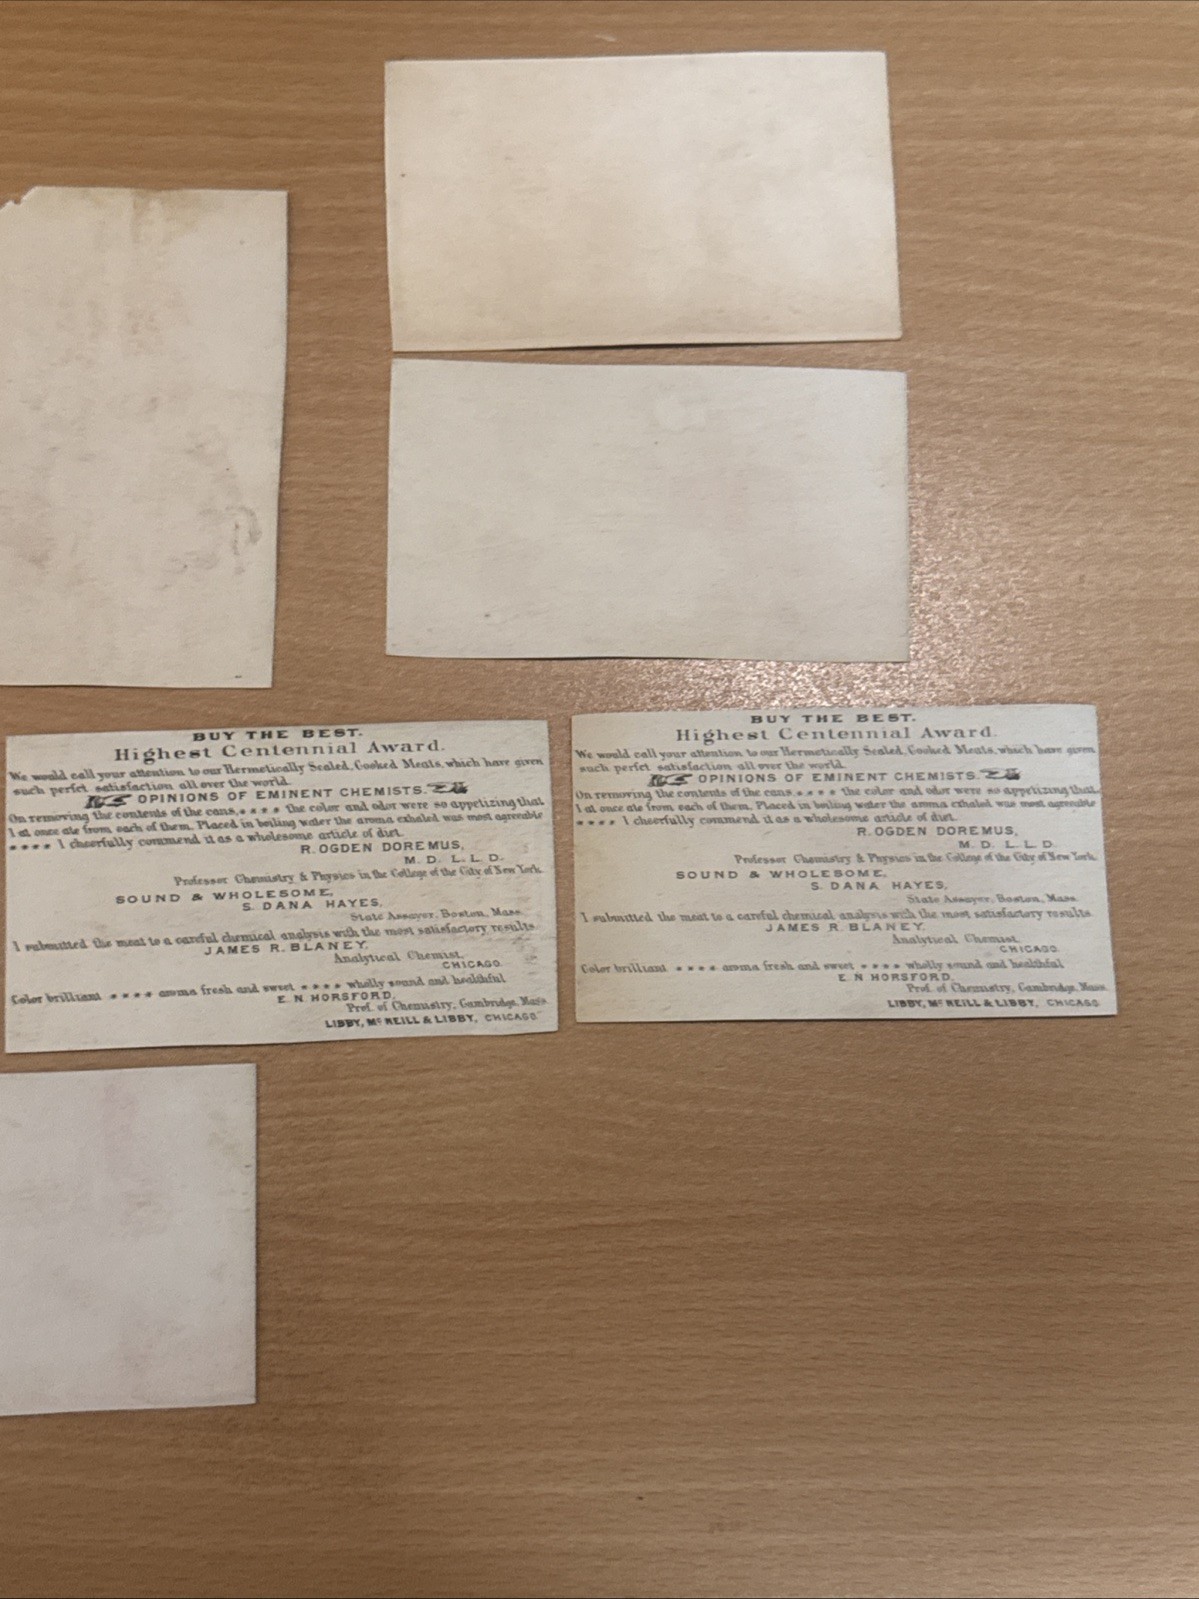 BUY THE BEST.
Highest Centennial Award.
We would call your attention to our Hermetically Sealed, Cooked Meats, which have given
such perfct satisfaction all over the world.
OPINIONS OF EMINENT CHEMISTS.
On removing the contents of the cans, * * * * the color and odor were so appetizing that
I at once ate from each of them. Placed in boiling water the aroma exhaled was most agreeable
* * * * I cheerfully commend it as a wholesome article of diet.
R. OGDEN DOREMUS,
M. D. L. L. D.
Professor Chemistry & Physics in the College of the City of New York.
SOUND & WHOLESOME,
S. DANA HAYES,
State Assayer, Boston, Mass.
I submitted the meat to a careful chemical analysis with the most satisfactory results.
JAMES R. BLANEY,
Analytical Chemist,
CHICAGO.
Color brilliant * * * * aroma fresh and sweet * * * * wholly sound and healthful
E. N. HORSFORD,
Prof. of Chemistry, Cambridge, Mass.
LIBBY, Mc NEILL & LIBBY, CHICAGO
BUY THE BEST.
Highest Centennial Award.
We would call your attention to our Hermetically Sealed, Cooked Meats, which have given
such perfet satisfaction all over the world.
OPINIONS OF EMINENT CHEMISTS.
On removing the contents of the cans * * * * the color and odor were so appetizing that
I at once ate from each of them. Placed in boiling water the aroma exhaled was most agreeable
* * * * I cheerfully commend it as a wholesome article of diet.
R. OGDEN DOREMUS,
M. D. L. L. D.
Professor Chemistry & Physics in the College of the City of New York.
SOUND & WHOLESOME,
S. DANA HAYES,
State Assayer, Boston, Mass.
I submitted the meat to a careful chemical analysis with the most satisfactory results.
JAMES R. BLANEY,
Analytical Chemist,
CHICAGO.
Color brilliant * * * * aroma fresh and sweet * * * * wholly sound and healthful
E. N. HORSFORD,
Prof. of Chemistry, Cambridge, Mass.
LIBBY, Mc NEILL & LIBBY, CHICAGO